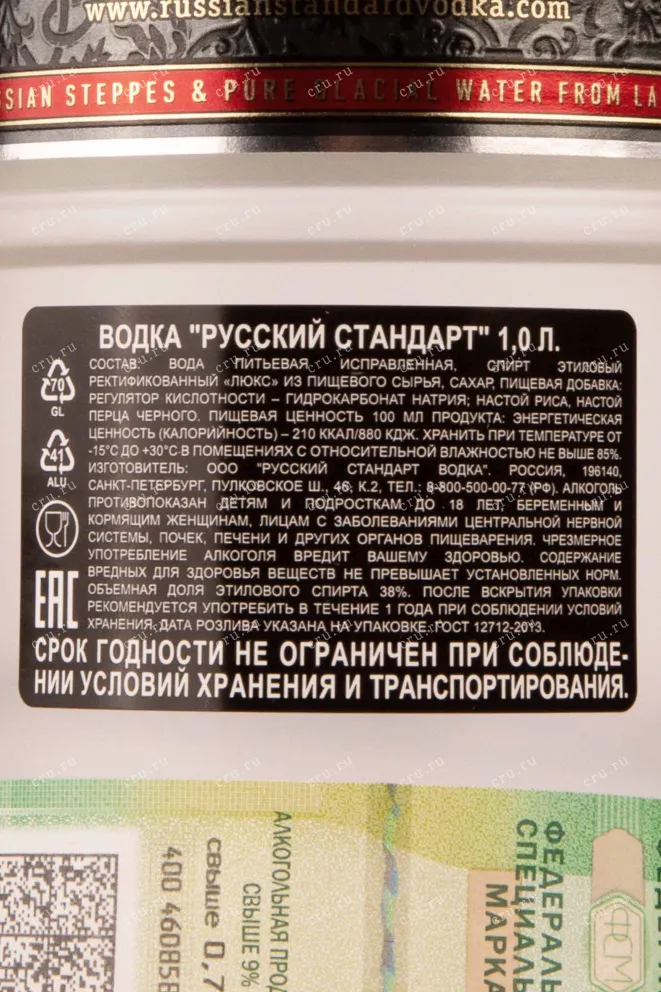 www.russianstandardvodka.com
SSIAN STEPPES & PURE GLACIAL WATER FROM LA
ВОДКА "РУССКИЙ СТАНДАРТ" 1,0 Л.
СОСТАВ: ВОДА ПИТЬЕВАЯ, ИСПРАВЛЕННАЯ, СПИРТ ЭТИЛОВЫЙ
РЕКТИФИКОВАННЫЙ «ЛЮКС» ИЗ ПИЩЕВОГО СЫРЬЯ, САХАР, ПИЩЕВАЯ ДОБАВКА:
РЕГУЛЯТОР КИСЛОТНОСТИ – ГИДРОКАРБОНАТ НАТРИЯ; НАСТОЙ РИСА, НАСТОЙ
ПЕРЦА ЧЕРНОГО. ПИЩЕВАЯ ЦЕННОСТЬ 100 МЛ ПРОДУКТА: ЭНЕРГЕТИЧЕСКАЯ
ЦЕННОСТЬ (КАЛОРИЙНОСТЬ) – 210 ККАЛ/880 КДЖ. ХРАНИТЬ ПРИ ТЕМПЕРАТУРЕ ОТ
-15°С ДО +30°С В ПОМЕЩЕНИЯХ С ОТНОСИТЕЛЬНОЙ ВЛАЖНОСТЬЮ НЕ ВЫШЕ 85%.
ИЗГОТОВИТЕЛЬ: ООО "РУССКИЙ СТАНДАРТ ВОДКА". РОССИЯ, 196140,
САНКТ-ПЕТЕРБУРГ, ПУЛКОВСКОЕ Ш., 46, К.2, ТЕЛ.: 8-800-500-00-77 (РФ). АЛКОГОЛЬ
ПРОТИВОПОКАЗАН ДЕТЯМ И ПОДРОСТКАМ ДО 18 ЛЕТ, БЕРЕМЕННЫМ И
КОРМЯЩИМ ЖЕНЩИНАМ, ЛИЦАМ С ЗАБОЛЕВАНИЯМИ ЦЕНТРАЛЬНОЙ НЕРВНОЙ
СИСТЕМЫ, ПОЧЕК, ПЕЧЕНИ И ДРУГИХ ОРГАНОВ ПИЩЕВАРЕНИЯ. ЧРЕЗМЕРНОЕ
УПОТРЕБЛЕНИЕ АЛКОГОЛЯ ВРЕДИТ ВАШЕМУ ЗДОРОВЬЮ. СОДЕРЖАНИЕ
ВРЕДНЫХ ДЛЯ ЗДОРОВЬЯ ВЕЩЕСТВ НЕ ПРЕВЫШАЕТ УСТАНОВЛЕННЫХ НОРМ.
ОБЪЕМНАЯ ДОЛЯ ЭТИЛОВОГО СПИРТА 38%. ПОСЛЕ ВСКРЫТИЯ УПАКОВКИ
РЕКОМЕНДУЕТСЯ УПОТРЕБИТЬ В ТЕЧЕНИЕ 1 ГОДА ПРИ СОБЛЮДЕНИИ УСЛОВИЙ
ХРАНЕНИЯ. ДАТА РОЗЛИВА УКАЗАНА НА УПАКОВКЕ. ГОСТ 12712-2013.
70
GL
41
ALU
EAC
СРОК ГОДНОСТИ НЕ ОГРАНИЧЕН ПРИ СОБЛЮДЕ-
НИИ УСЛОВИЙ ХРАНЕНИЯ И ТРАНСПОРТИРОВАНИЯ.
АЛКОГОЛЬНАЯ ПРОД
СВЫШЕ 9%
свыше 0,7
400 460858
ФЕДЕРАЛЬ
СПЕЦИАЛЬ
МАРКА
ФСМ
cru.ru